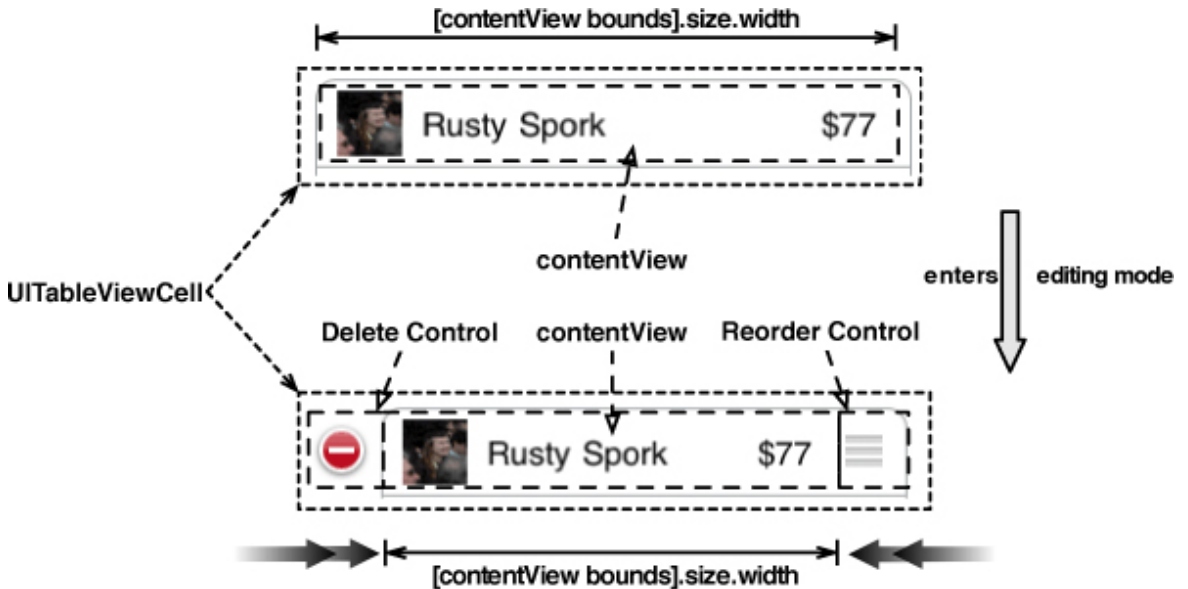 [contentView bounds].size.width
Rusty Spork $77
contentView
UITableViewCell
enters editing mode
Delete Control contentView Reorder Control
Rusty Spork $77
[contentView bounds].size.width